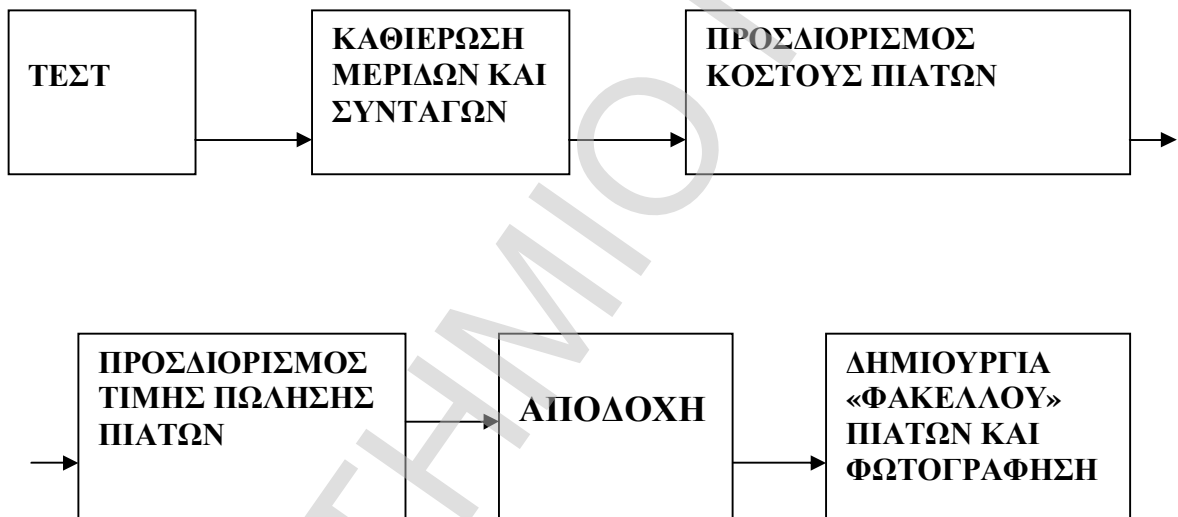 ΤΕΣΤ
ΚΑΘΙΕΡΩΣΗ
ΜΕΡΙΔΩΝ ΚΑΙ
ΣΥΝΤΑΓΩΝ
ΠΡΟΣΔΙΟΡΙΣΜΟΣ
ΚΟΣΤΟΥΣ ΠΙΑΤΩΝ
ΠΡΟΣΔΙΟΡΙΣΜΟΣ
ΤΙΜΗΣ ΠΩΛΗΣΗΣ
ΠΙΑΤΩΝ
ΑΠΟΔΟΧΗ
ΔΗΜΙΟΥΡΓΙΑ
«ΦΑΚΕΛΛΟΥ»
ΠΙΑΤΩΝ ΚΑΙ
ΦΩΤΟΓΡΑΦΗΣΗ